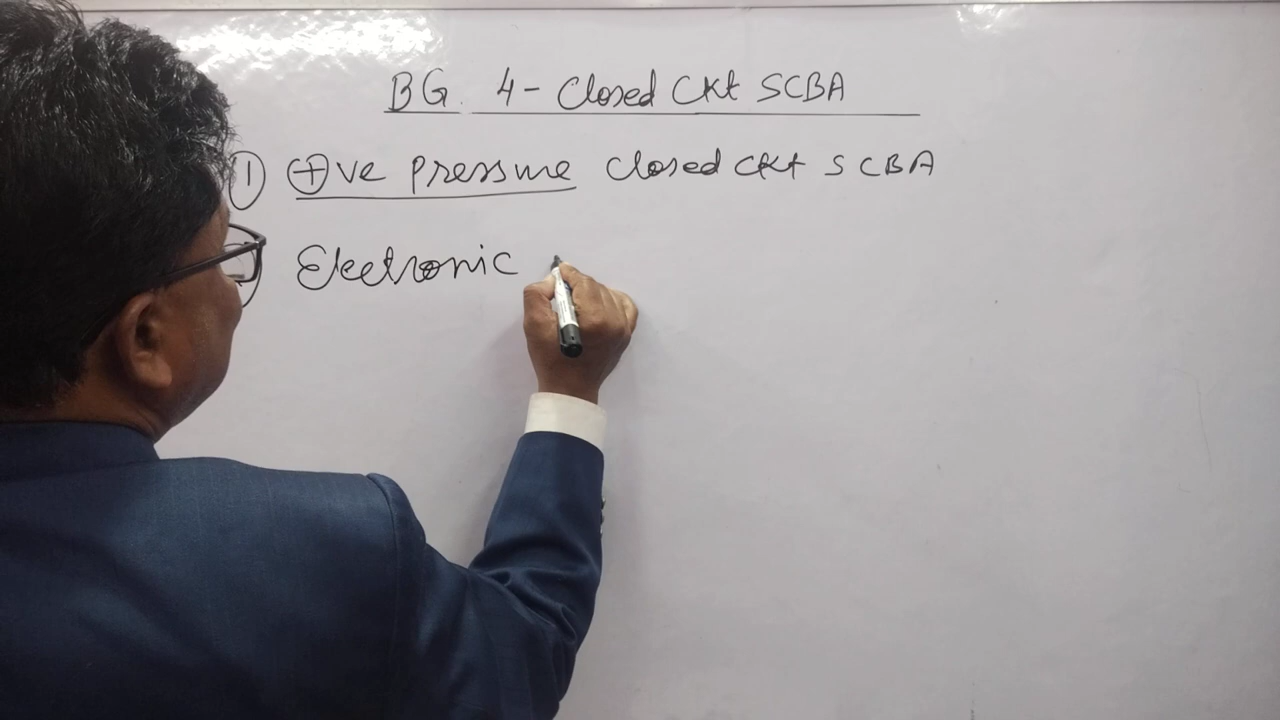 BG 4 - Closed Ckt SCBA
① ⊕ve Pressure Closed Ckt SCBA
Electronic